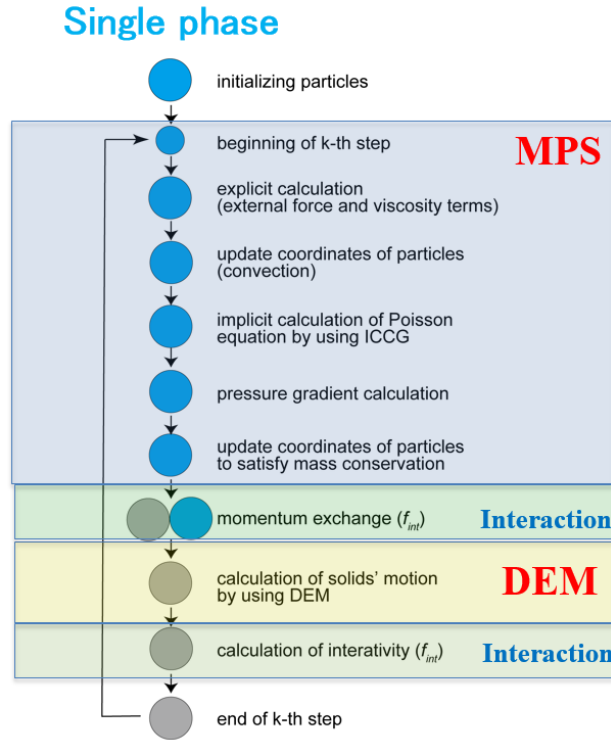 Single phase
initializing particles
beginning of k-th step
MPS
explicit calculation
(external force and viscosity terms)
update coordinates of particles
(convection)
implicit calculation of Poisson
equation by using ICCG
pressure gradient calculation
update coordinates of particles
to satisfy mass conservation
momentum exchange (f_int)
Interaction
calculation of solids' motion
by using DEM
DEM
calculation of interativity (f_int)
Interaction
end of k-th step